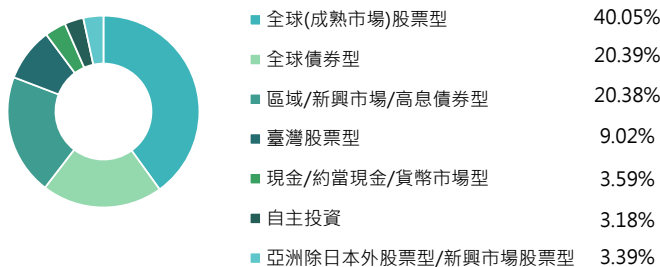 全球(成熟市場)股票型 40.05%
全球債券型 20.39%
區域/新興市場/高息債券型 20.38%
臺灣股票型 9.02%
現金/約當現金/貨幣市場型 3.59%
自主投資 3.18%
亞洲除日本外股票型/新興市場股票型 3.39%